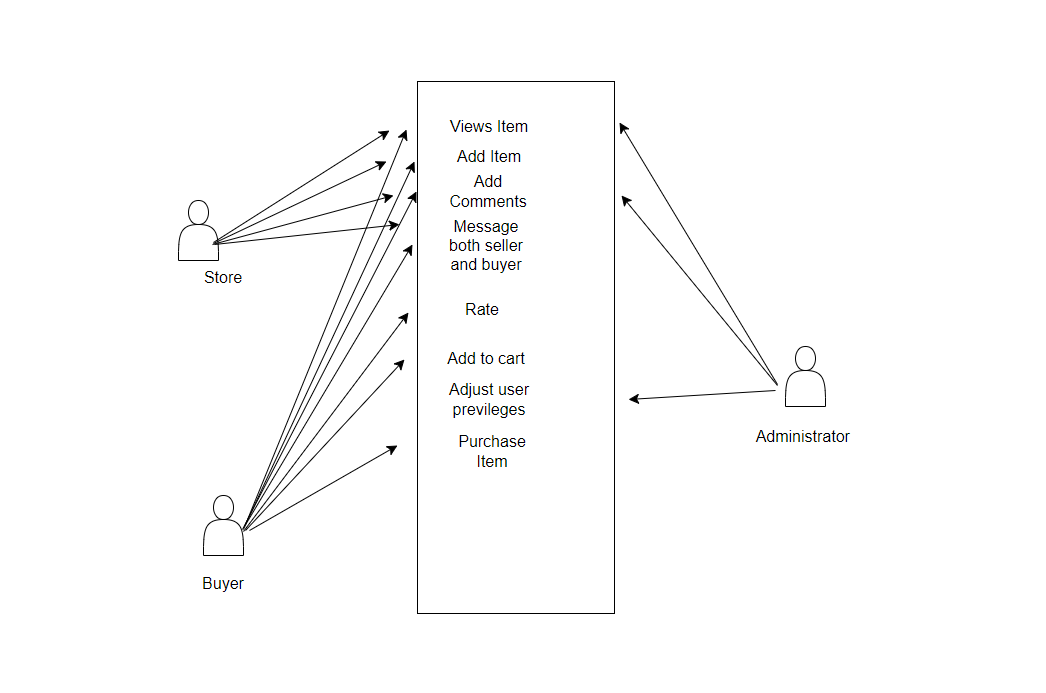 Views Item
Add Item
Add
Comments
Message
both seller
and buyer
Store
Rate
Add to cart
Adjust user
previleges
Administrator
Purchase
Item
Buyer